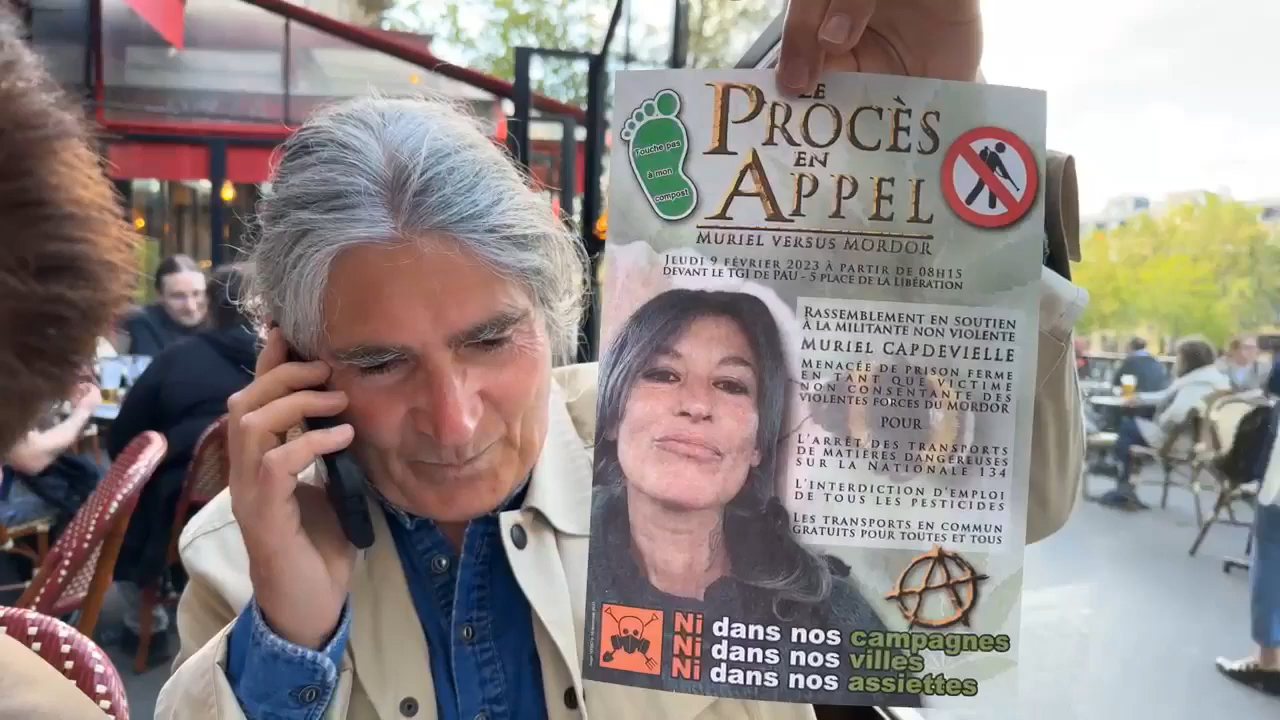 LE
PROCÈS
EN
APPEL
Touche pas
à mon
compost
MURIEL VERSUS MORDOR
JEUDI 9 FÉVRIER 2023 À PARTIR DE 08H15
DEVANT LE TGI DE PAU - 5 PLACE DE LA LIBÉRATION
RASSEMBLEMENT EN SOUTIEN
À LA MILITANTE NON VIOLENTE
MURIEL CAPDEVIELLE
MENACÉE DE PRISON FERME
EN TANT QUE VICTIME
NON CONSENTANTE DES
VIOLENTES FORCES DU MORDOR
POUR
L'ARRÊT DES TRANSPORTS
DE MATIÈRES DANGEREUSES
SUR LA NATIONALE 134
L'INTERDICTION D'EMPLOI
DE TOUS LES PESTICIDES
LES TRANSPORTS EN COMMUN
GRATUITS POUR TOUTES ET TOUS
Ni dans nos campagnes
Ni dans nos villes
Ni dans nos assiettes